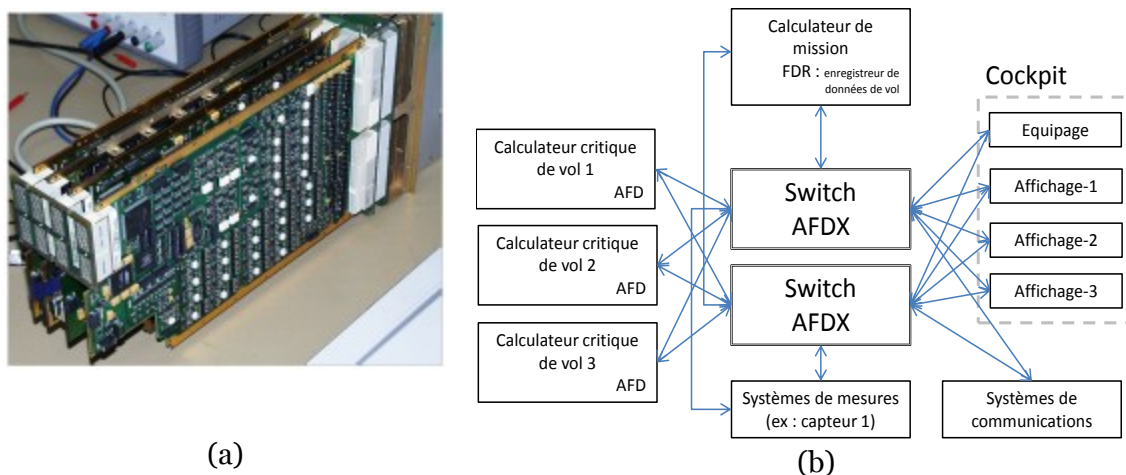 Calculateur de
mission
FDR : enregistreur de
données de vol
Cockpit
Calculateur critique
de vol 1
AFD
Calculateur critique
de vol 2
AFD
Calculateur critique
de vol 3
AFD
Switch
AFDX
Switch
AFDX
Equipage
Affichage-1
Affichage-2
Affichage-3
Systèmes de mesures
(ex : capteur 1)
Systèmes de
communications
(a)
(b)